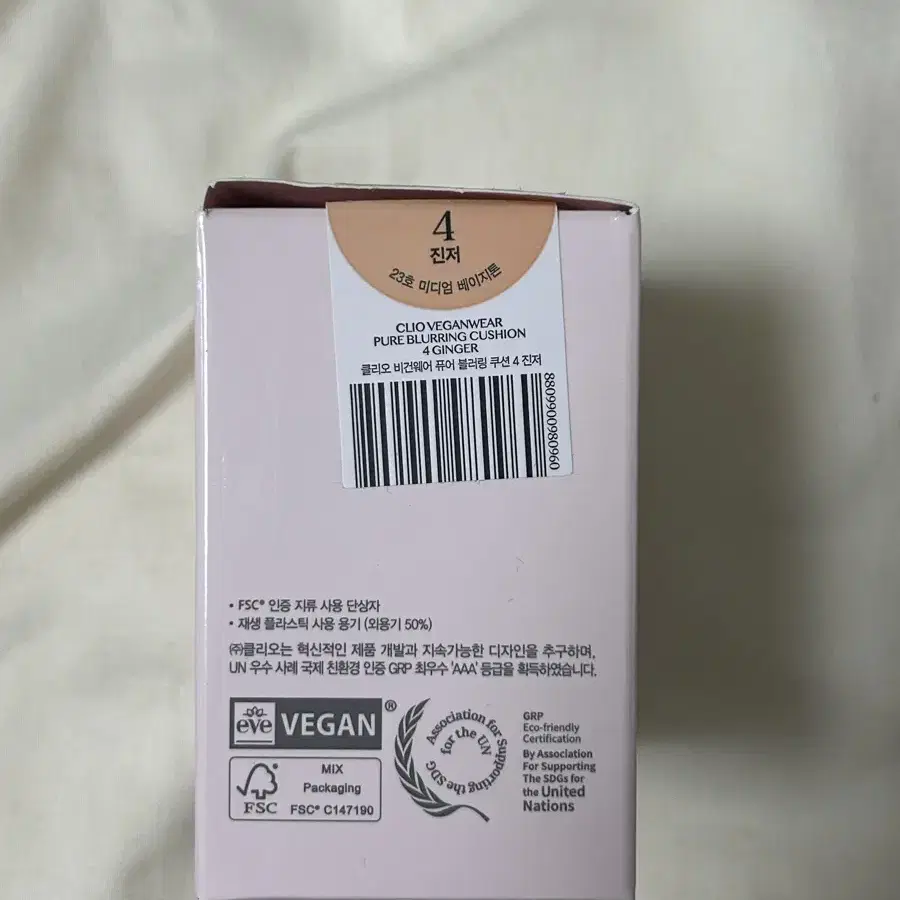 4
진저
23호 미디엄 베이지톤
CLIO VEGANWEAR
PURE BLURRING CUSHION
4 GINGER
클리오 비건웨어 퓨어 블러링 쿠션 4 진저
8809900980960
• FSC® 인증 지류 사용 단상자
• 재생 플라스틱 사용 용기 (외용기 50%)
㈜클리오는 혁신적인 제품 개발과 지속가능한 디자인을 추구하며,
UN 우수 사례 국제 친환경 인증 GRP 최우수 'AAA' 등급을 획득하였습니다.
eve VEGAN®
FSC
MIX
Packaging
FSC® C147190
Association for Supporting the SDG
for the UN
GRP
Eco-friendly
Certification
By Association
For Supporting
The SDGs for
the United
Nations